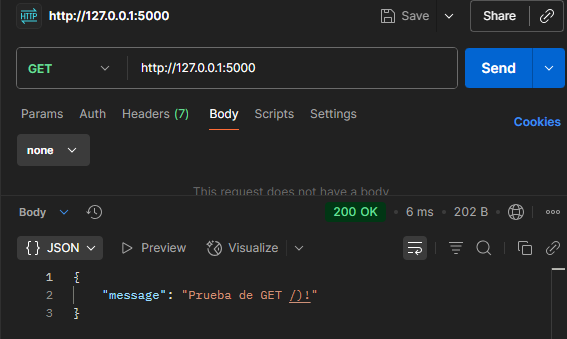 HTTP http://127.0.0.1:5000 Save Share
GET http://127.0.0.1:5000 Send
Params Auth Headers (7) Body Scripts Settings Cookies
none
This request does not have a body
Body 200 OK • 6 ms • 202 B
{} JSON Preview Visualize
1 {
2 "message": "Prueba de GET /)!"
3 }